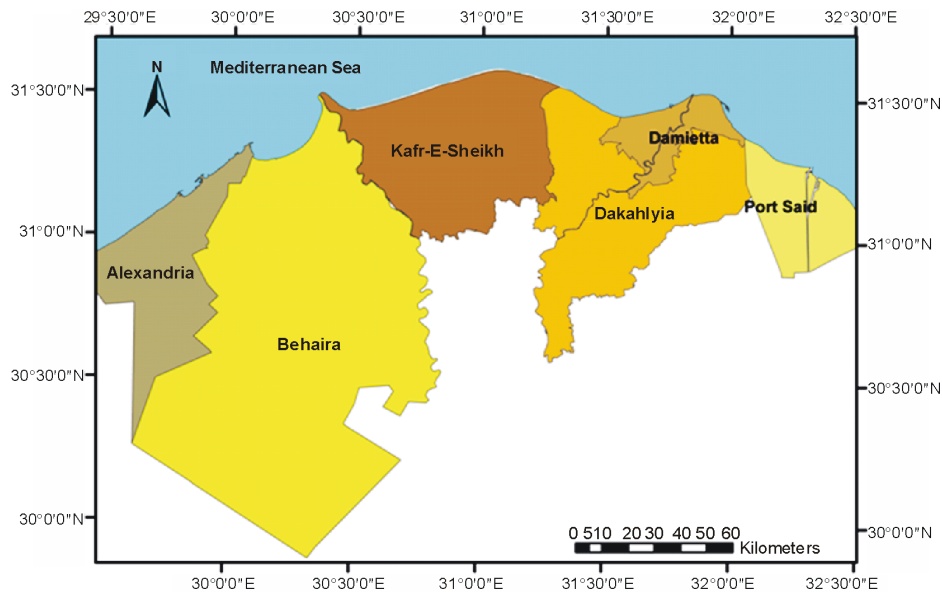 29°30'0"E 30°00'0"E 30°30'0"E 31°00'0"E 31°30'0"E 32°00'0"E 32°30'0"E
N
Mediterranean Sea
31°30'0"N
31°30'0"N
Damietta
Kafr-E-Sheikh
Port Said
Dakahlyia
31°0'0"N
31°0'0"N
Alexandria
Behaira
30°30'0"N
30°30'0"N
30°0'0"N
30°0'0"N
0 510 20 30 40 50 60
Kilometers
30°0'0"E 30°30'0"E 31°0'0"E 31°30'0"E 32°0'0"E 32°30'0"E